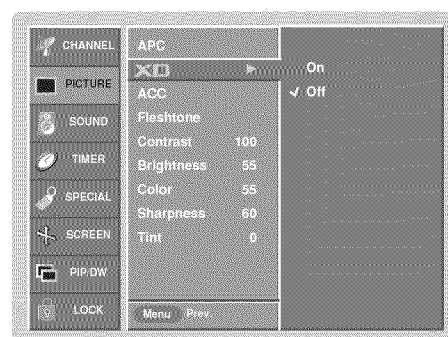 CHANNEL
PICTURE
SOUND
TIMER
SPECIAL
SCREEN
PIP/DW
LOCK
APC
XD
ACC
Fleshtone
Contrast 100
Brightness 55
Color 55
Sharpness 60
Tint 0
Menu Prev.
On
Off